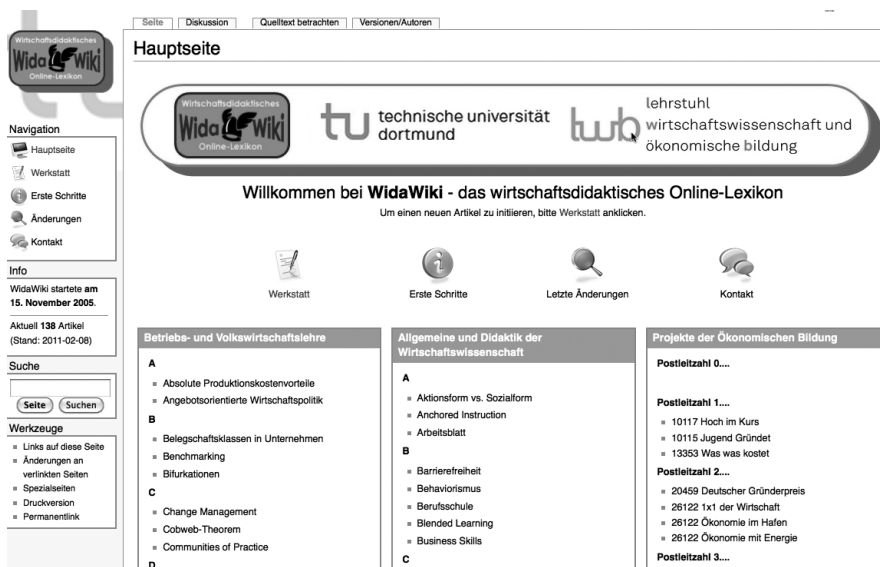 Seite
Diskussion
Quelltext betrachten
Versionen/Autoren
Wirtschaftsdidaktisches
Wida Wiki
Online-Lexikon
Hauptseite
Wirtschaftsdidaktisches
Wida Wiki
Online-Lexikon
tu technische universität
dortmund
twb lehrstuhl
wirtschaftswissenschaft und
ökonomische bildung
Navigation
Hauptseite
Werkstatt
Erste Schritte
Änderungen
Kontakt
Info
WidaWiki startete am
15. November 2005.
Aktuell 138 Artikel
(Stand: 2011-02-08)
Suche
Seite
Suchen
Werkzeuge
Links auf diese Seite
Änderungen an
verlinkten Seiten
Spezialseiten
Druckversion
Permanentlink
Willkommen bei WidaWiki - das wirtschaftsdidaktisches Online-Lexikon
Um einen neuen Artikel zu initiieren, bitte Werkstatt anklicken.
Werkstatt
Erste Schritte
Letzte Änderungen
Kontakt
Betriebs- und Volkswirtschaftslehre
A
Absolute Produktionskostenvorteile
Angebotsorientierte Wirtschaftspolitik
B
Belegschaftsklassen in Unternehmen
Benchmarking
Bifurkationen
C
Change Management
Cobweb-Theorem
Communities of Practice
D
Allgemeine und Didaktik der
Wirtschaftswissenschaft
A
Aktionsform vs. Sozialform
Anchored Instruction
Arbeitsblatt
B
Barrierefreiheit
Behaviorismus
Berufsschule
Blended Learning
Business Skills
C
Projekte der Ökonomischen Bildung
Postleitzahl 0....
Postleitzahl 1....
10117 Hoch im Kurs
10115 Jugend Gründet
13353 Was was kostet
Postleitzahl 2....
20459 Deutscher Gründerpreis
26122 1x1 der Wirtschaft
26122 Ökonomie im Hafen
26122 Ökonomie mit Energie
Postleitzahl 3....